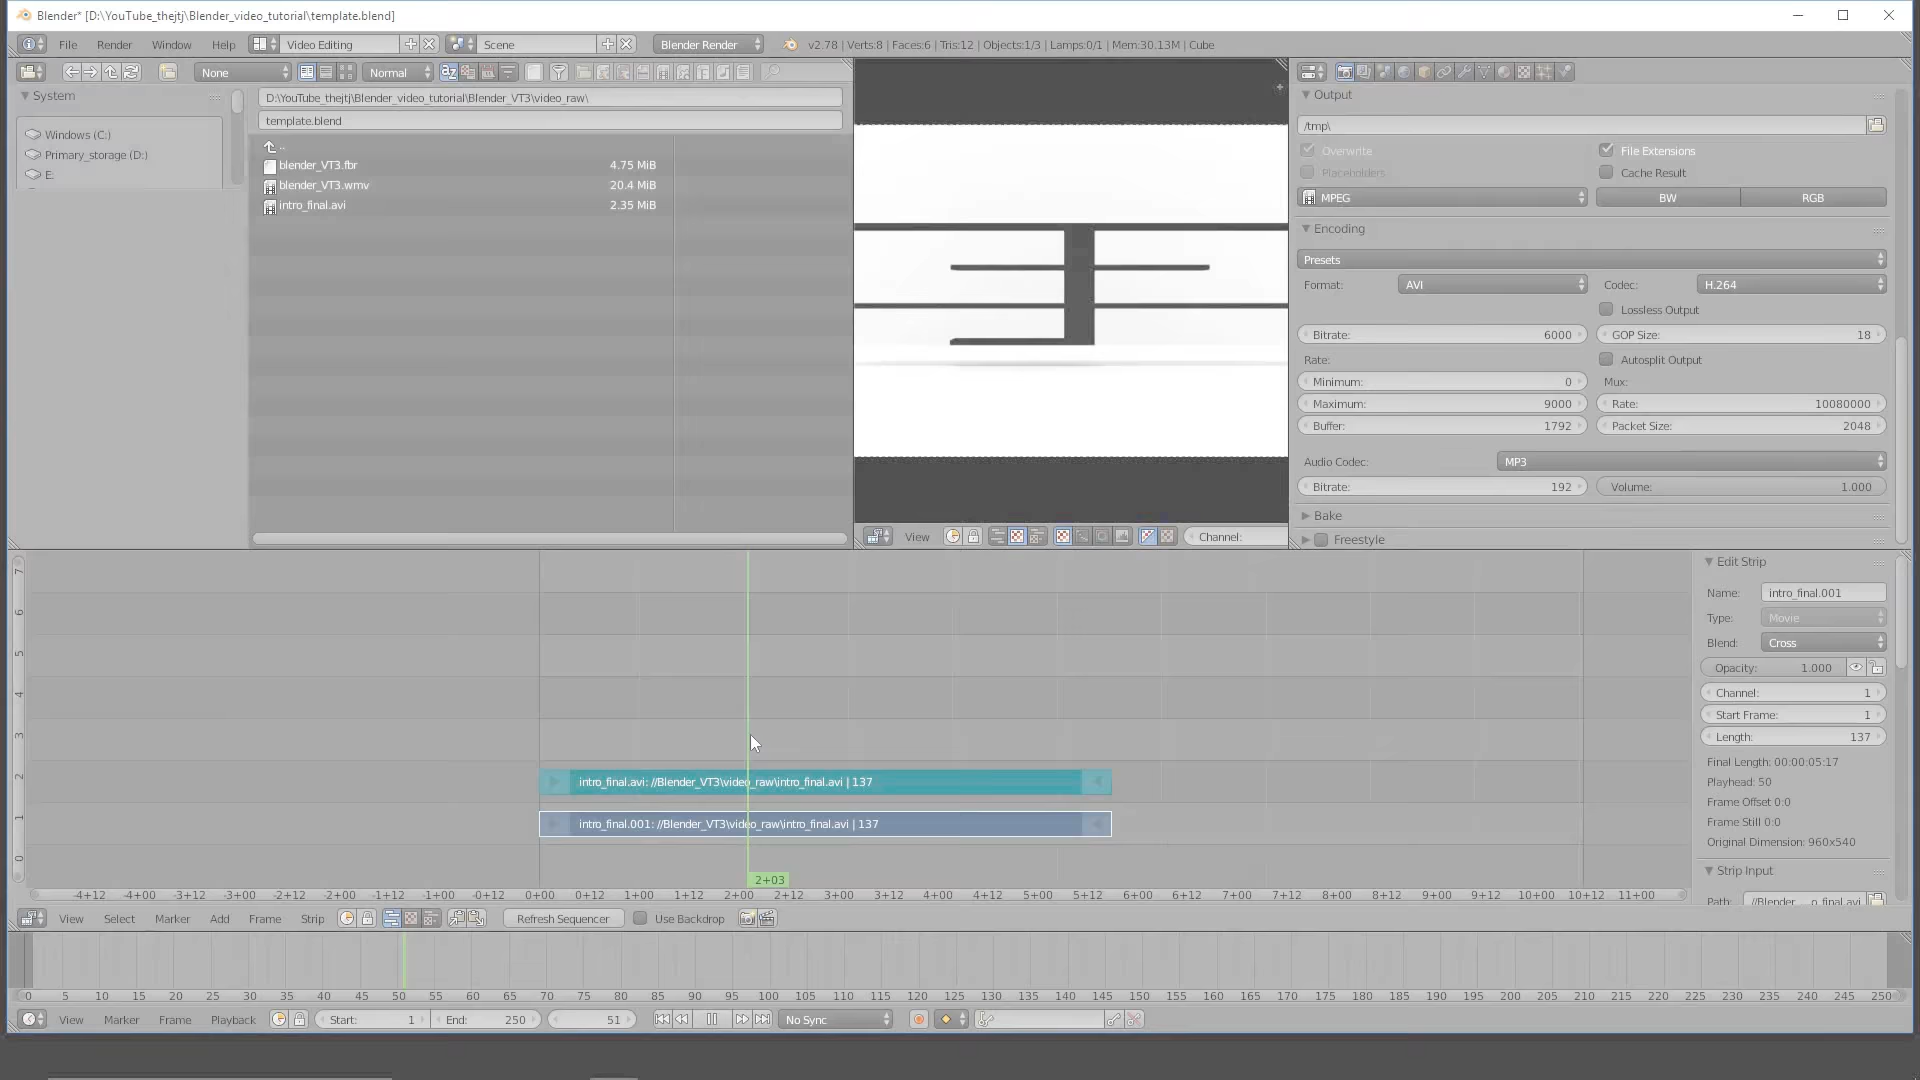 Blender* [D:\YouTube_thejtj\Blender_video_tutorial\template.blend]
File Render Window Help Video Editing Scene Blender Render v2.78 | Verts:8 | Faces:6 | Tris:12 | Objects:1/3 | Lamps:0/1 | Mem:30.13M | Cube
None Normal
System
Windows (C:)
Primary_storage (D:)
E:
D:\YouTube_thejtj\Blender_video_tutorial\Blender_VT3\video_raw\
template.blend
..
blender_VT3.fbr 4.75 MiB
blender_VT3.wmv 20.4 MiB
intro_final.avi 2.35 MiB
View Channel:
Output
/tmp\
Overwrite File Extensions
Placeholders Cache Result
MPEG BW RGB
Encoding
Presets
Format: AVI Codec: H.264
Lossless Output
Bitrate: 6000 GOP Size: 18
Rate: Autosplit Output
Minimum: 0 Mux:
Maximum: 9000 Rate: 10080000
Buffer: 1792 Packet Size: 2048
Audio Codec: MP3
Bitrate: 192 Volume: 1.000
Bake
Freestyle
7
6
5
4
3
2
1
0
intro_final.avi: //Blender_VT3\video_raw\intro_final.avi | 137
intro_final.001: //Blender_VT3\video_raw\intro_final.avi | 137
2+03
-4+12 -4+00 -3+12 -3+00 -2+12 -2+00 -1+12 -1+00 -0+12 0+00 0+12 1+00 1+12 2+00 2+12 3+00 3+12 4+00 4+12 5+00 5+12 6+00 6+12 7+00 7+12 8+00 8+12 9+00 9+12 10+00 10+12 11+00
Edit Strip
Name: intro_final.001
Type: Movie
Blend: Cross
Opacity: 1.000
Channel: 1
Start Frame: 1
Length: 137
Final Length: 00:00:05:17
Playhead: 50
Frame Offset 0:0
Frame Still 0:0
Original Dimension: 960x540
Strip Input
Path: //Blender_ ... o_final.avi
View Select Marker Add Frame Strip Refresh Sequencer Use Backdrop
0 5 10 15 20 25 30 35 40 45 50 55 60 65 70 75 80 85 90 95 100 105 110 115 120 125 130 135 140 145 150 155 160 165 170 175 180 185 190 195 200 205 210 215 220 225 230 235 240 245 250
View Marker Frame Playback Start: 1 End: 250 51 No Sync